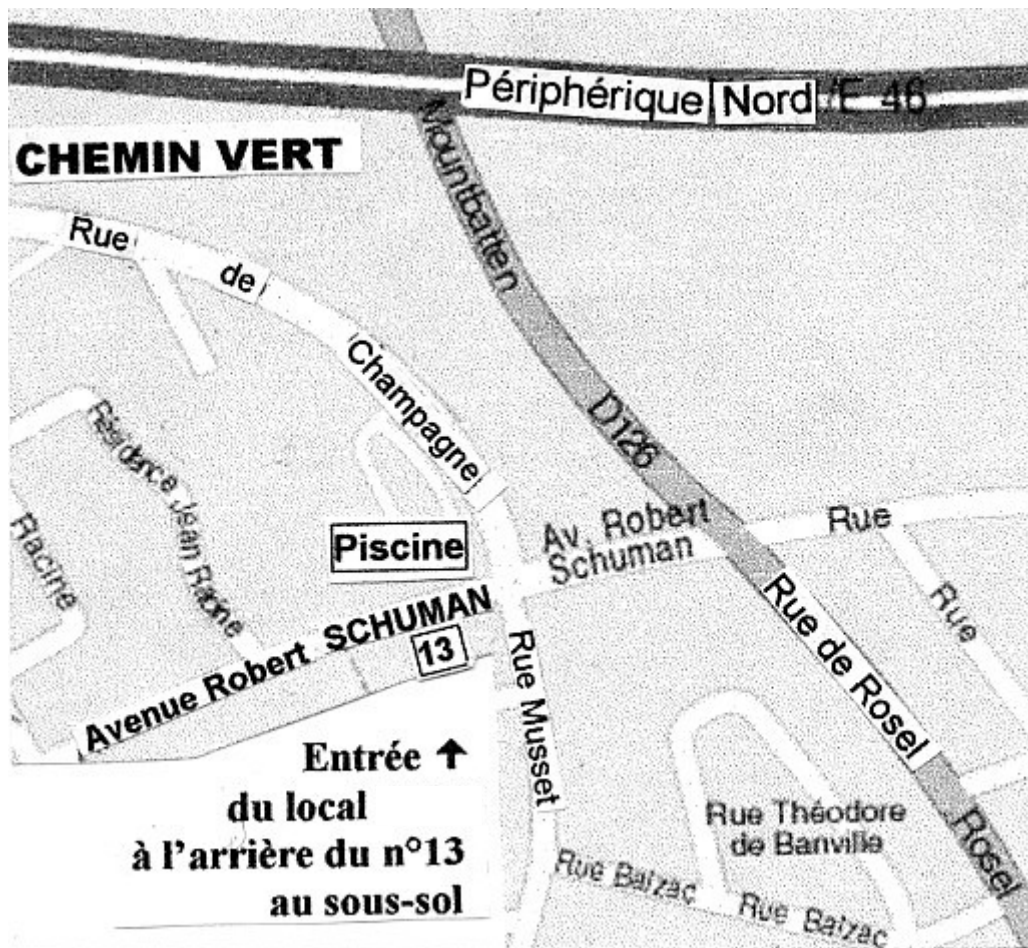 Périphérique Nord /E 46
CHEMIN VERT
Mountbatten
Rue de Champagne
D126
Résidence Jean Racine
Racine
Piscine
Av. Robert
Schuman
Rue
Rue
Avenue Robert SCHUMAN
13
Rue Musset
Rue de Rosel
Rosel
Entrée ↑
du local
à l'arrière du n°13
au sous-sol
Rue Théodore
de Banville
Rue Balzac
Rue Balzac